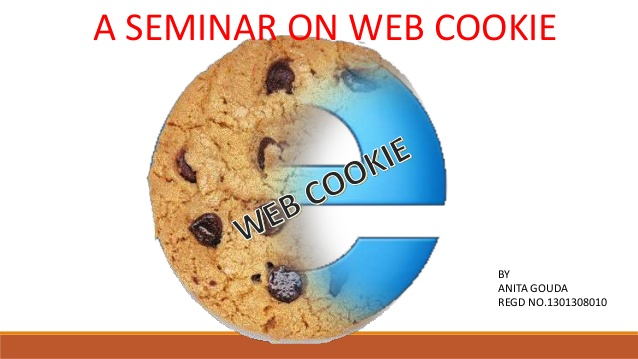 A SEMINAR ON WEB COOKIE
WEB COOKIE
BY
ANITA GOUDA
REGD NO.1301308010